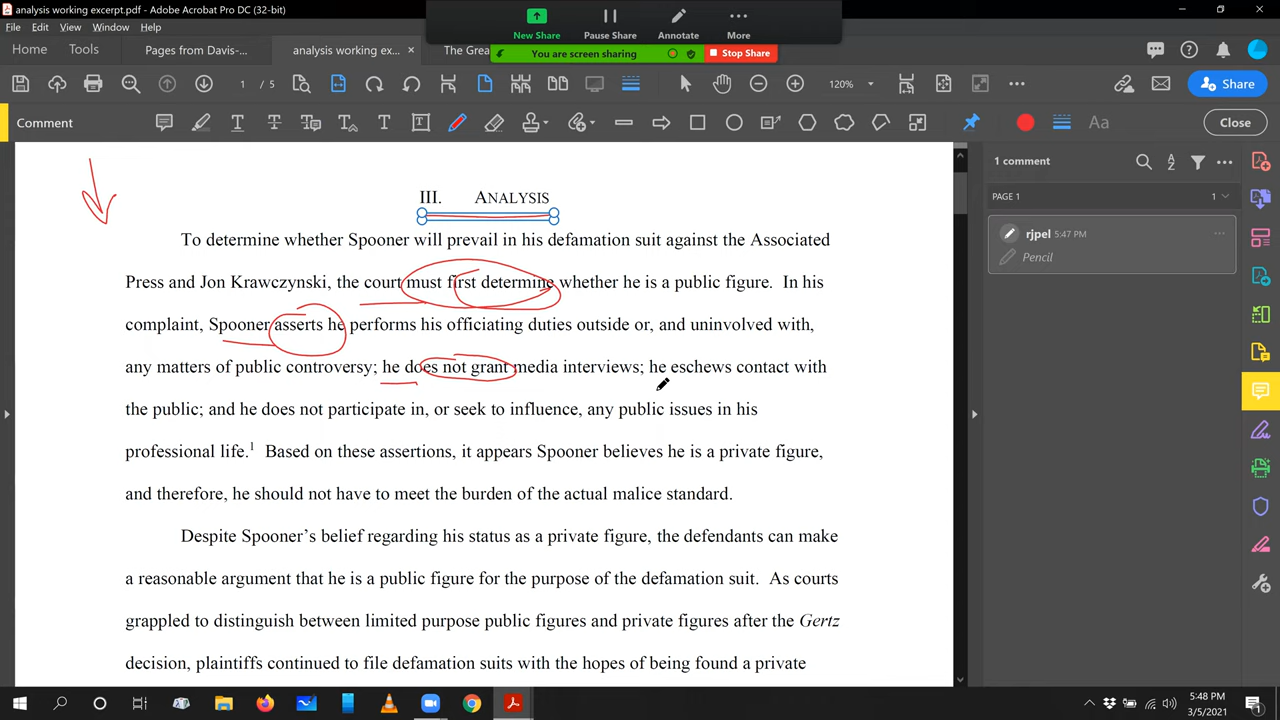 analysis working excerpt.pdf - Adobe Acrobat Pro DC (32-bit)
File Edit View Window Help
New Share Pause Share Annotate More
You are screen sharing Stop Share
Home Tools Pages from Davis-... analysis working ex... × The Grea
1 / 5 120% Share
Comment Aa Close
1 comment
PAGE 1 1
rjpel 5:47 PM
Pencil
III. ANALYSIS
To determine whether Spooner will prevail in his defamation suit against the Associated
Press and Jon Krawczynski, the court must first determine whether he is a public figure. In his
complaint, Spooner asserts he performs his officiating duties outside or, and uninvolved with,
any matters of public controversy; he does not grant media interviews; he eschews contact with
the public; and he does not participate in, or seek to influence, any public issues in his
professional life.1 Based on these assertions, it appears Spooner believes he is a private figure,
and therefore, he should not have to meet the burden of the actual malice standard.
Despite Spooner’s belief regarding his status as a private figure, the defendants can make
a reasonable argument that he is a public figure for the purpose of the defamation suit. As courts
grappled to distinguish between limited purpose public figures and private figures after the Gertz
decision, plaintiffs continued to file defamation suits with the hopes of being found a private
5:48 PM
3/5/2021